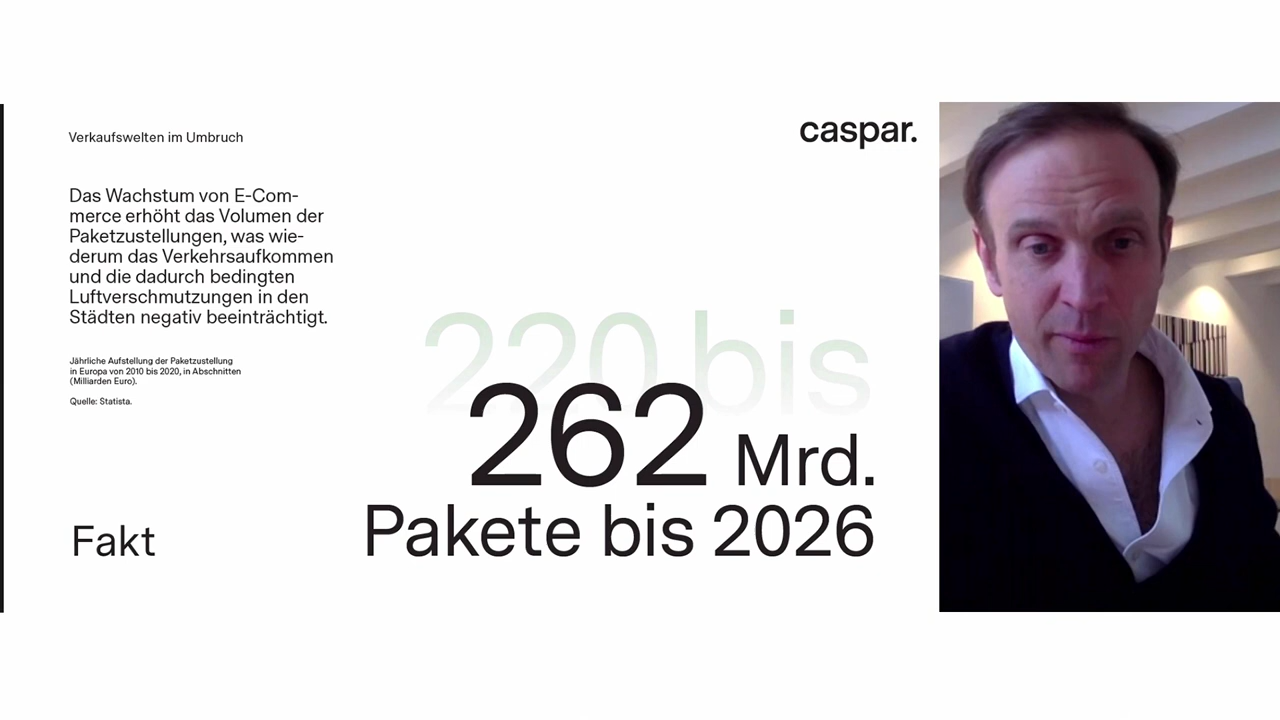 Verkaufswelten im Umbruch
caspar.
Das Wachstum von E-Com-
merce erhöht das Volumen der
Paketzustellungen, was wie-
derum das Verkehrsaufkommen
und die dadurch bedingten
Luftverschmutzungen in den
Städten negativ beeinträchtigt.
Jährliche Aufstellung der Paketzustellung
in Europa von 2010 bis 2020, in Abschnitten
(Milliarden Euro).
Quelle: Statista.
220 bis
262 Mrd.
Pakete bis 2026
Fakt